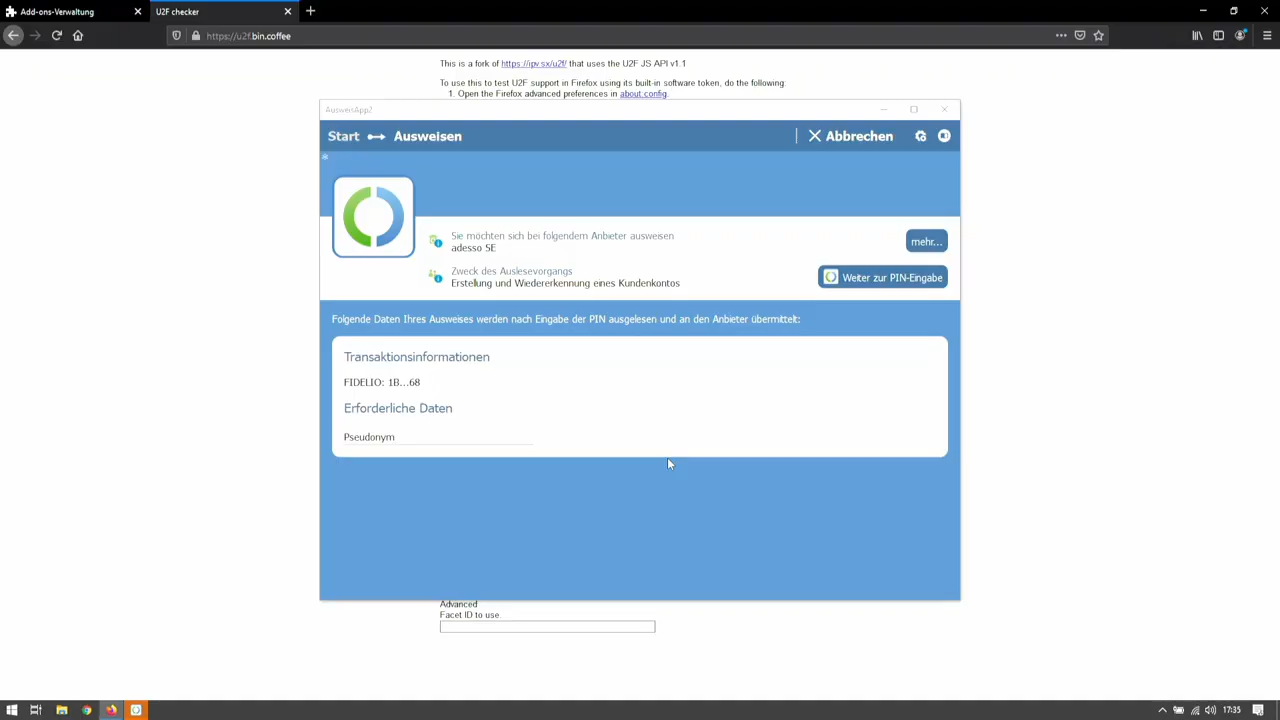 Add-ons-Verwaltung
U2F checker
https://u2f.bin.coffee
This is a fork of https://ipv.sx/u2f/ that uses the U2F JS API v1.1
To use this to test U2F support in Firefox using its built-in software token, do the following:
1. Open the Firefox advanced preferences in about:config.
AusweisApp2
Start Ausweisen
Abbrechen
Sie möchten sich bei folgendem Anbieter ausweisen
adesso SE
mehr...
Zweck des Auslesevorgangs
Erstellung und Wiedererkennung eines Kundenkontos
Weiter zur PIN-Eingabe
Folgende Daten Ihres Ausweises werden nach Eingabe der PIN ausgelesen und an den Anbieter übermittelt:
Transaktionsinformationen
FIDELIO: 1B...68
Erforderliche Daten
Pseudonym
Advanced
Facet ID to use.
17:35